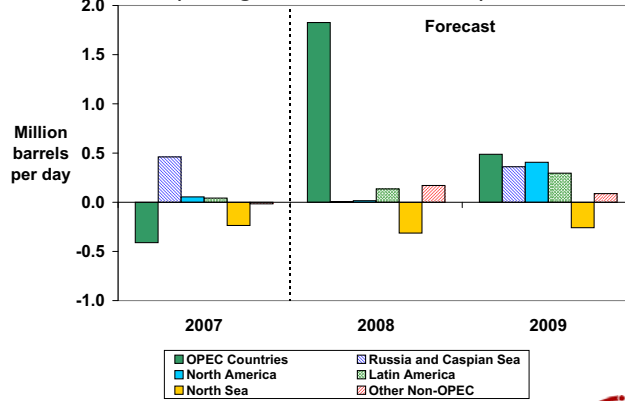 2.0
Forecast
1.5
1.0
Million
barrels
per day
0.5
0.0
-0.5
-1.0
2007 2008 2009
OPEC Countries Russia and Caspian Sea
North America Latin America
North Sea Other Non-OPEC